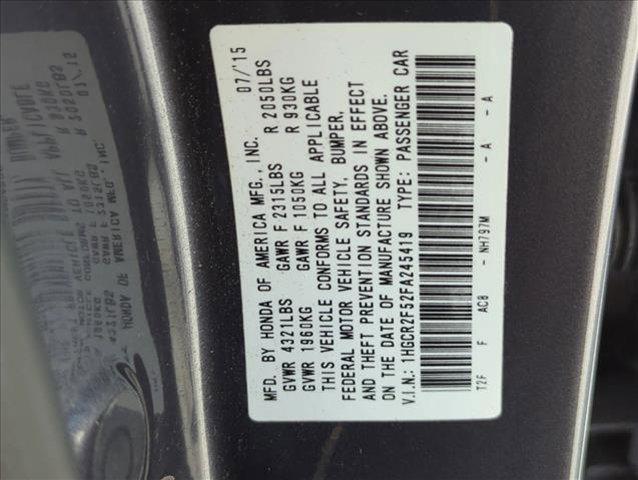 MFD. BY HONDA OF AMERICA MFG., INC. 07/'15
GVWR 4321LBS GAWR F 2315LBS R 2050LBS
GVWR 1960KG GAWR F 1050KG R 930KG
THIS VEHICLE CONFORMS TO ALL APPLICABLE
FEDERAL MOTOR VEHICLE SAFETY, BUMPER,
AND THEFT PREVENTION STANDARDS IN EFFECT
ON THE DATE OF MANUFACTURE SHOWN ABOVE.
V.I.N.: 1HGCR2F52FA245419 TYPE: PASSENGER CAR
T2F F AC8 - NH797M - A - A